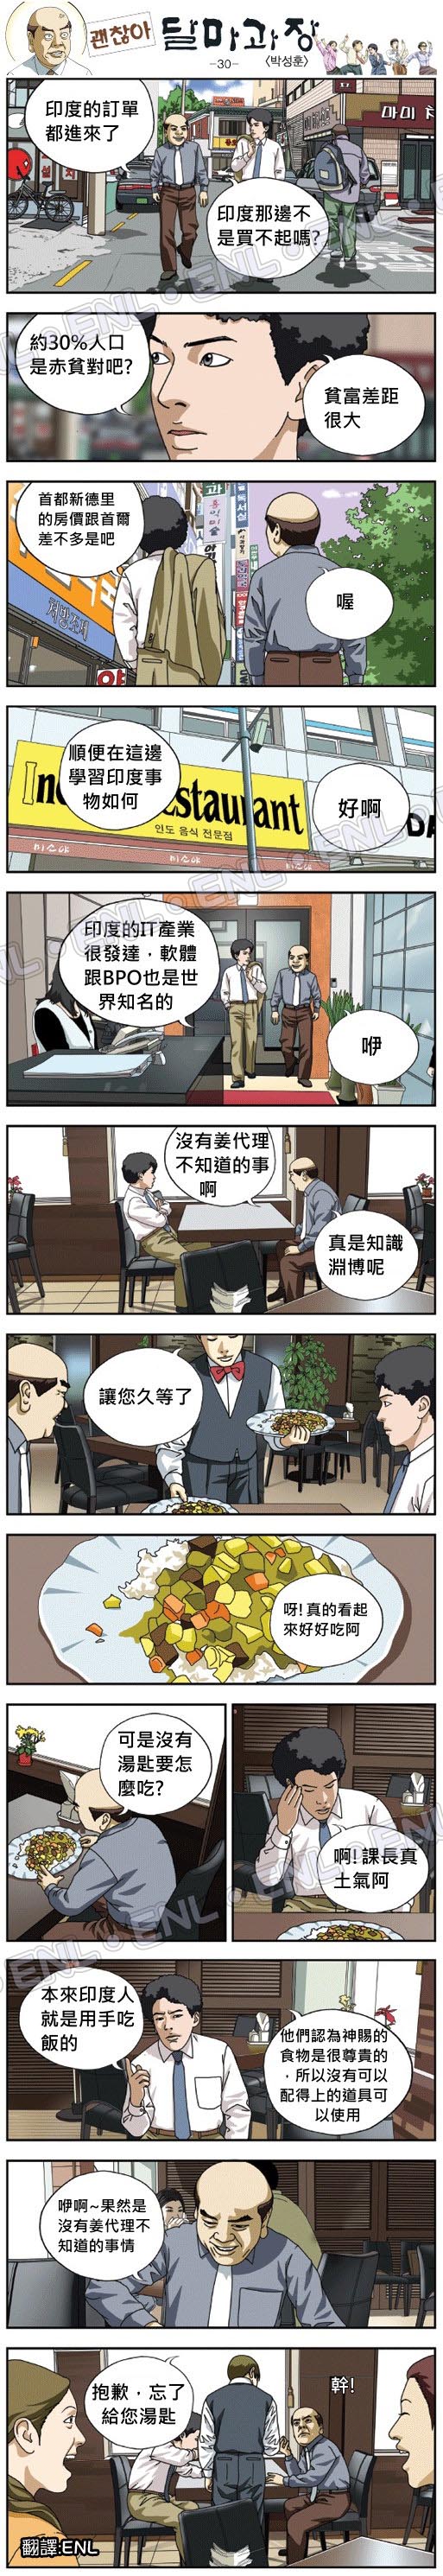 괜찮아
달마과장
-30-
〈박성훈〉
印度的訂單
都進來了
印度那邊不
是買不起嗎?
마미
約30%人口
是赤貧對吧?
貧富差距
很大
首都新德里
的房價跟首爾
差不多是吧
喔
順便在這邊
學習印度事
物如何
好啊
estaurant
인도 음식 전문점
미소야
미소야
印度的IT產業
很發達，軟體
跟BPO也是世
界知名的
咿
沒有姜代理
不知道的事
啊
真是知識
淵博呢
讓您久等了
呀!真的看起
來好好吃阿
可是沒有
湯匙要怎
麼吃?
啊!課長真
土氣阿
本來印度人
就是用手吃
飯的
他們認為神賜的
食物是很尊貴的
，所以沒有可以
配得上的道具可
以使用
咿啊~果然是
沒有姜代理不
知道的事情
抱歉，忘了
給您湯匙
幹!
翻譯:ENL